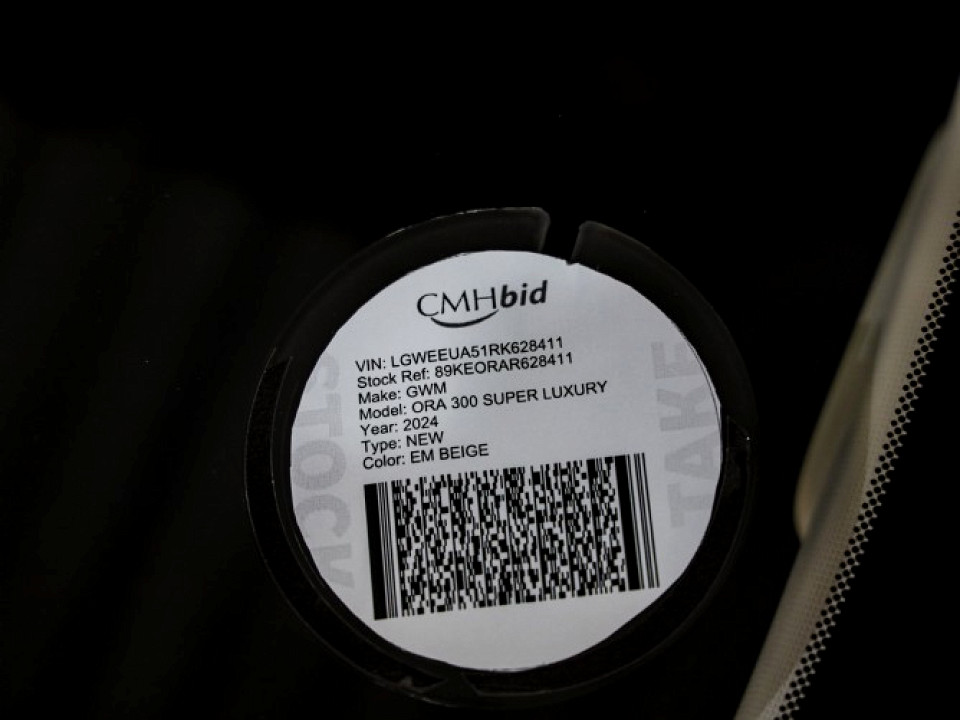 CMHbid
VIN: LGWEEUA51RK628411
Stock Ref: 89KEORAR628411
Make: GWM
Model: ORA 300 SUPER LUXURY
Year: 2024
Type: NEW
Color: EM BEIGE
STOCK
TAKE